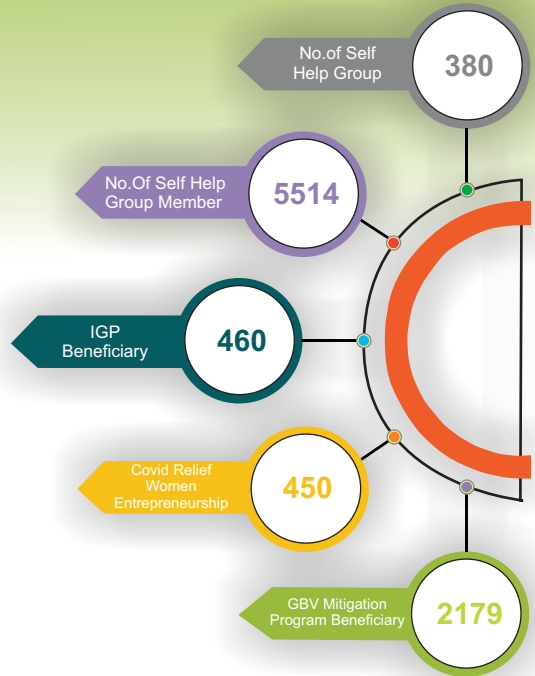 No.of Self
Help Group
380
No.Of Self Help
Group Member
5514
IGP
Beneficiary
460
Covid Relief
Women
Entrepreneurship
450
GBV Mitigation
Program Beneficiary
2179